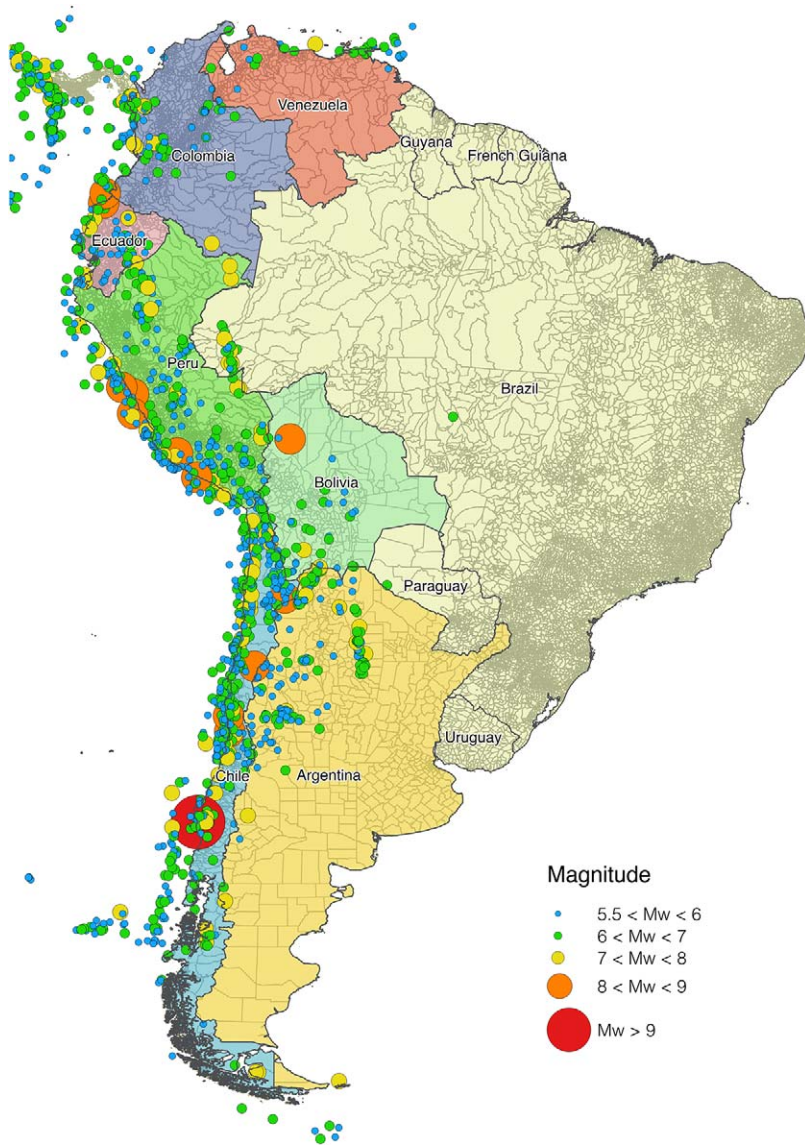 Venezuela
Guyana
French Guiana
Colombia
Ecuador
Peru
Brazil
Bolivia
Paraguay
Uruguay
Chile
Argentina
Magnitude
5.5 < Mw < 6
6 < Mw < 7
7 < Mw < 8
8 < Mw < 9
Mw > 9